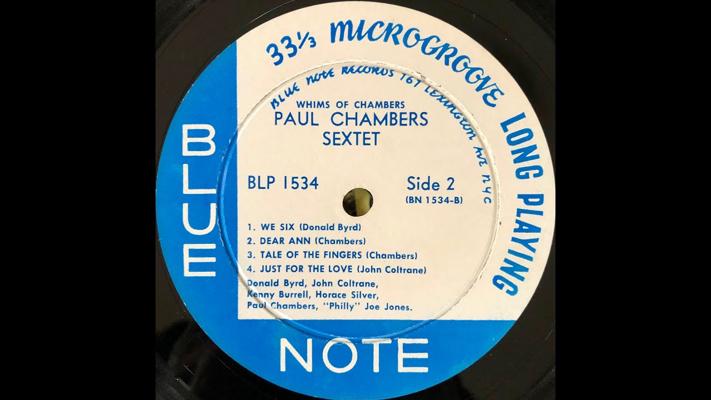 33⅓ MICROGROOVE LONG PLAYING
BLUE NOTE RECORDS 767 LEXINGTON AVE NYC
WHIMS OF CHAMBERS
PAUL CHAMBERS
SEXTET
BLP 1534
Side 2
(BN 1534-B)
1. WE SIX (Donald Byrd)
2. DEAR ANN (Chambers)
3. TALE OF THE FINGERS (Chambers)
4. JUST FOR THE LOVE (John Coltrane)
Donald Byrd, John Coltrane,
Kenny Burrell, Horace Silver,
Paul Chambers, "Philly" Joe Jones.
BLUE
NOTE